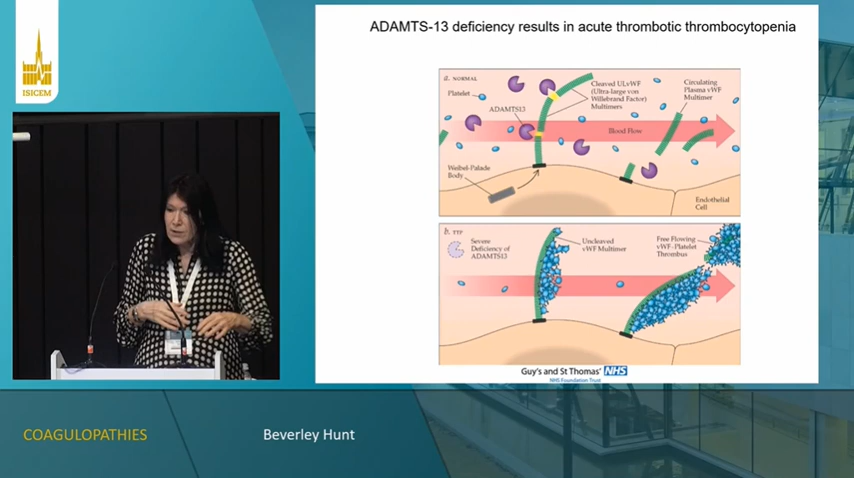 ISICEM
ADAMTS-13 deficiency results in acute thrombotic thrombocytopenia
a. NORMAL
Platelet
ADAMTS13
Cleaved ULvWF
(Ultra-large von
Willebrand Factor)
Multimers
Circulating
Plasma vWF
Multimer
Blood Flow
Weibel-Palade
Body
Endothelial
Cell
b. TTP
Severe
Deficiency of
ADAMTS13
Uncleaved
vWF Multimer
Free Flowing
vWF-Platelet
Thrombus
Guy's and St Thomas' NHS
NHS Foundation Trust
COAGULOPATHIES
Beverley Hunt